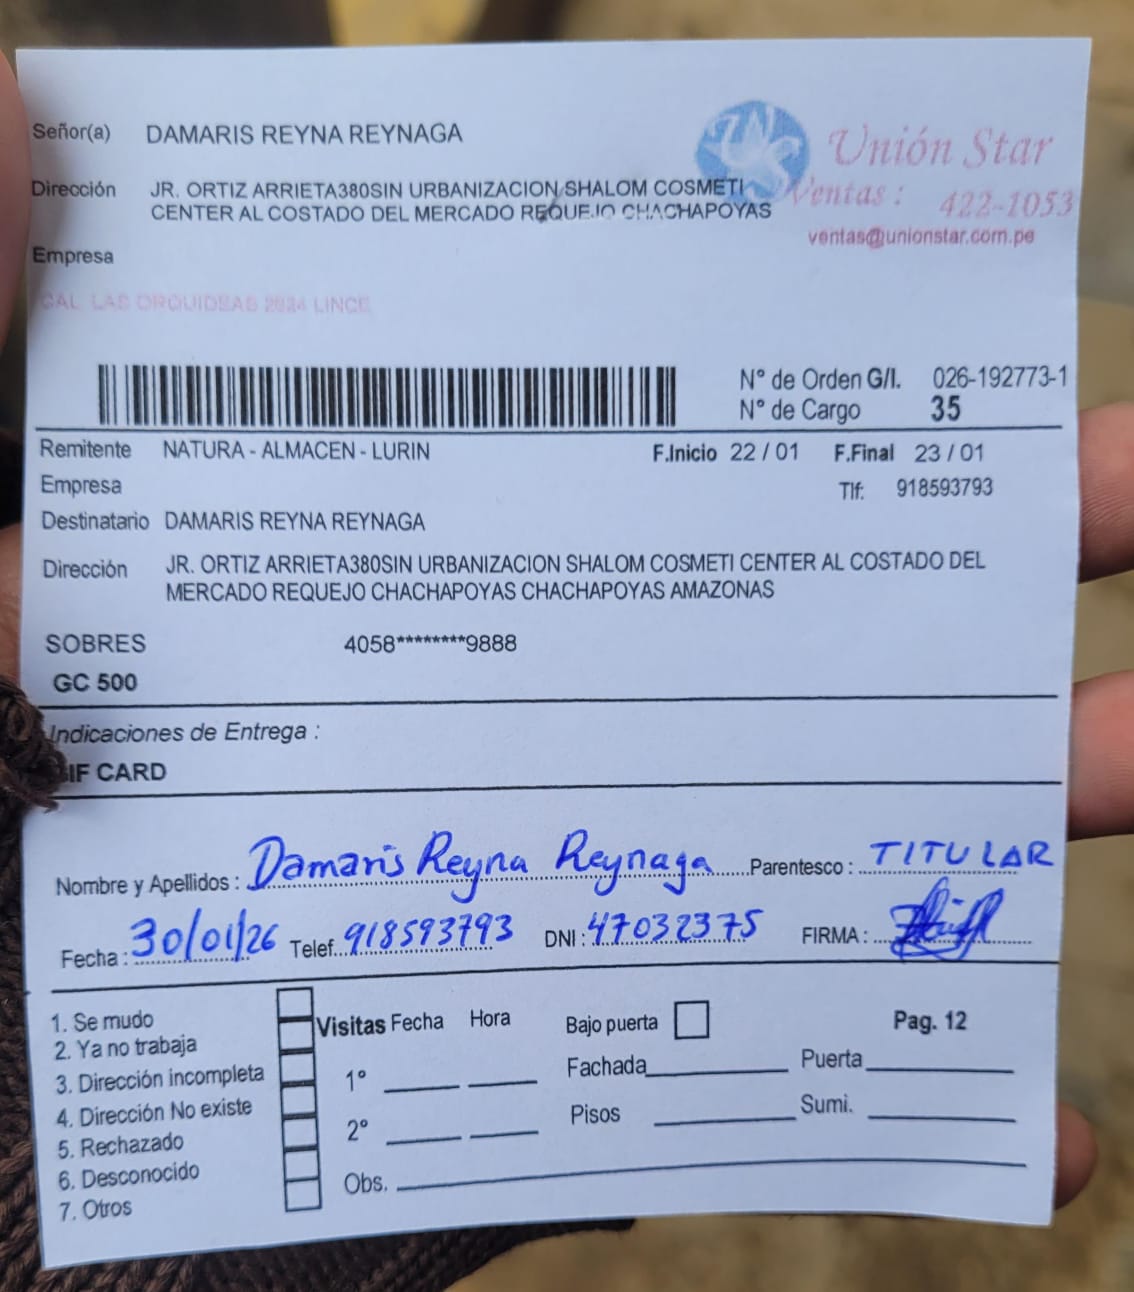 Señor(a) DAMARIS REYNA REYNAGA
Unión Star
Dirección JR. ORTIZ ARRIETA380SIN URBANIZACION SHALOM COSMETI
CENTER AL COSTADO DEL MERCADO REQUEJO CHACHAPOYAS
Ventas : 422-1053
ventas@unionstar.com.pe
Empresa
CAL LAS ORQUIDEAS 2634 LINCE
N° de Orden G/I. 026-192773-1
N° de Cargo 35
Remitente NATURA - ALMACEN - LURIN F.Inicio 22 / 01 F.Final 23 / 01
Empresa Tlf: 918593793
Destinatario DAMARIS REYNA REYNAGA
Dirección JR. ORTIZ ARRIETA380SIN URBANIZACION SHALOM COSMETI CENTER AL COSTADO DEL
MERCADO REQUEJO CHACHAPOYAS CHACHAPOYAS AMAZONAS
SOBRES 4058********9888
GC 500
Indicaciones de Entrega :
GIF CARD
Nombre y Apellidos : Damaris Reyna Reynaga Parentesco : TITULAR
Fecha : 30/01/26 Telef. 918593793 DNI : 47032375 FIRMA :
1. Se mudo
2. Ya no trabaja
3. Dirección incompleta
4. Dirección No existe
5. Rechazado
6. Desconocido
7. Otros
Visitas Fecha Hora
1°
2°
Obs.
Bajo puerta Pag. 12
Fachada Puerta
Pisos Sumi.